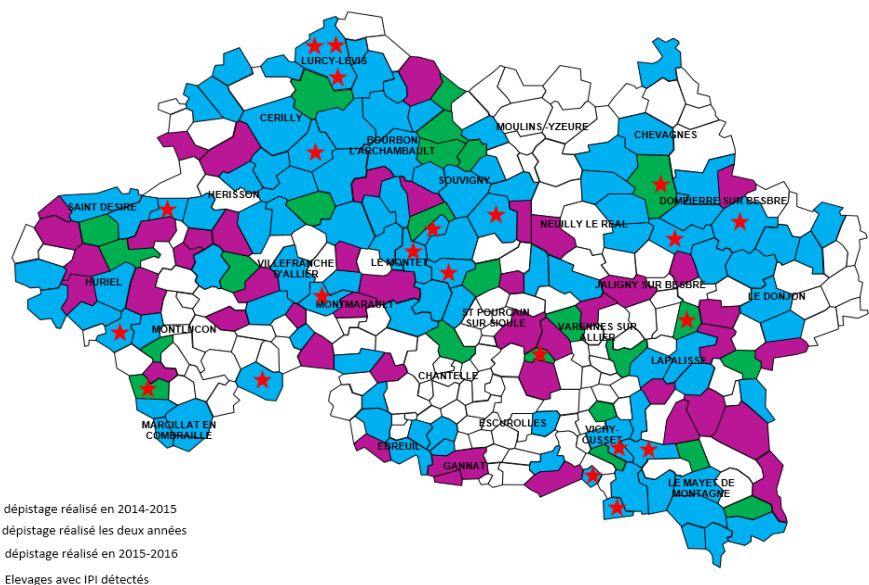 LURCY-LEVIS
CERILLY
MOULINS -YZEURE
CHEVAGNES
BOURBON
L'ARCHAMBAULT
SOUVIGNY
HERISSON
SAINT DESIRE
DOMPIERRE SUR BESBRE
NEUILLY LE REAL
VILLEFRANCHE
D'ALLIER
LE MONTET
HURIEL
JALIGNY SUR BESBRE
LE DONJON
MONTMARAULT
ST POURCAIN
SUR SIOULE
MONTLUCON
VARENNES SUR
ALLIER
LAPALISSE
CHANTELLE
MARCILLAT EN
COMBRAILLE
ESCUROLLES
VICHY-
CUSSET
EBREUIL
GANNAT
LE MAYET DE
MONTAGNE
dépistage réalisé en 2014-2015
dépistage réalisé les deux années
dépistage réalisé en 2015-2016
Elevages avec IPI détectés